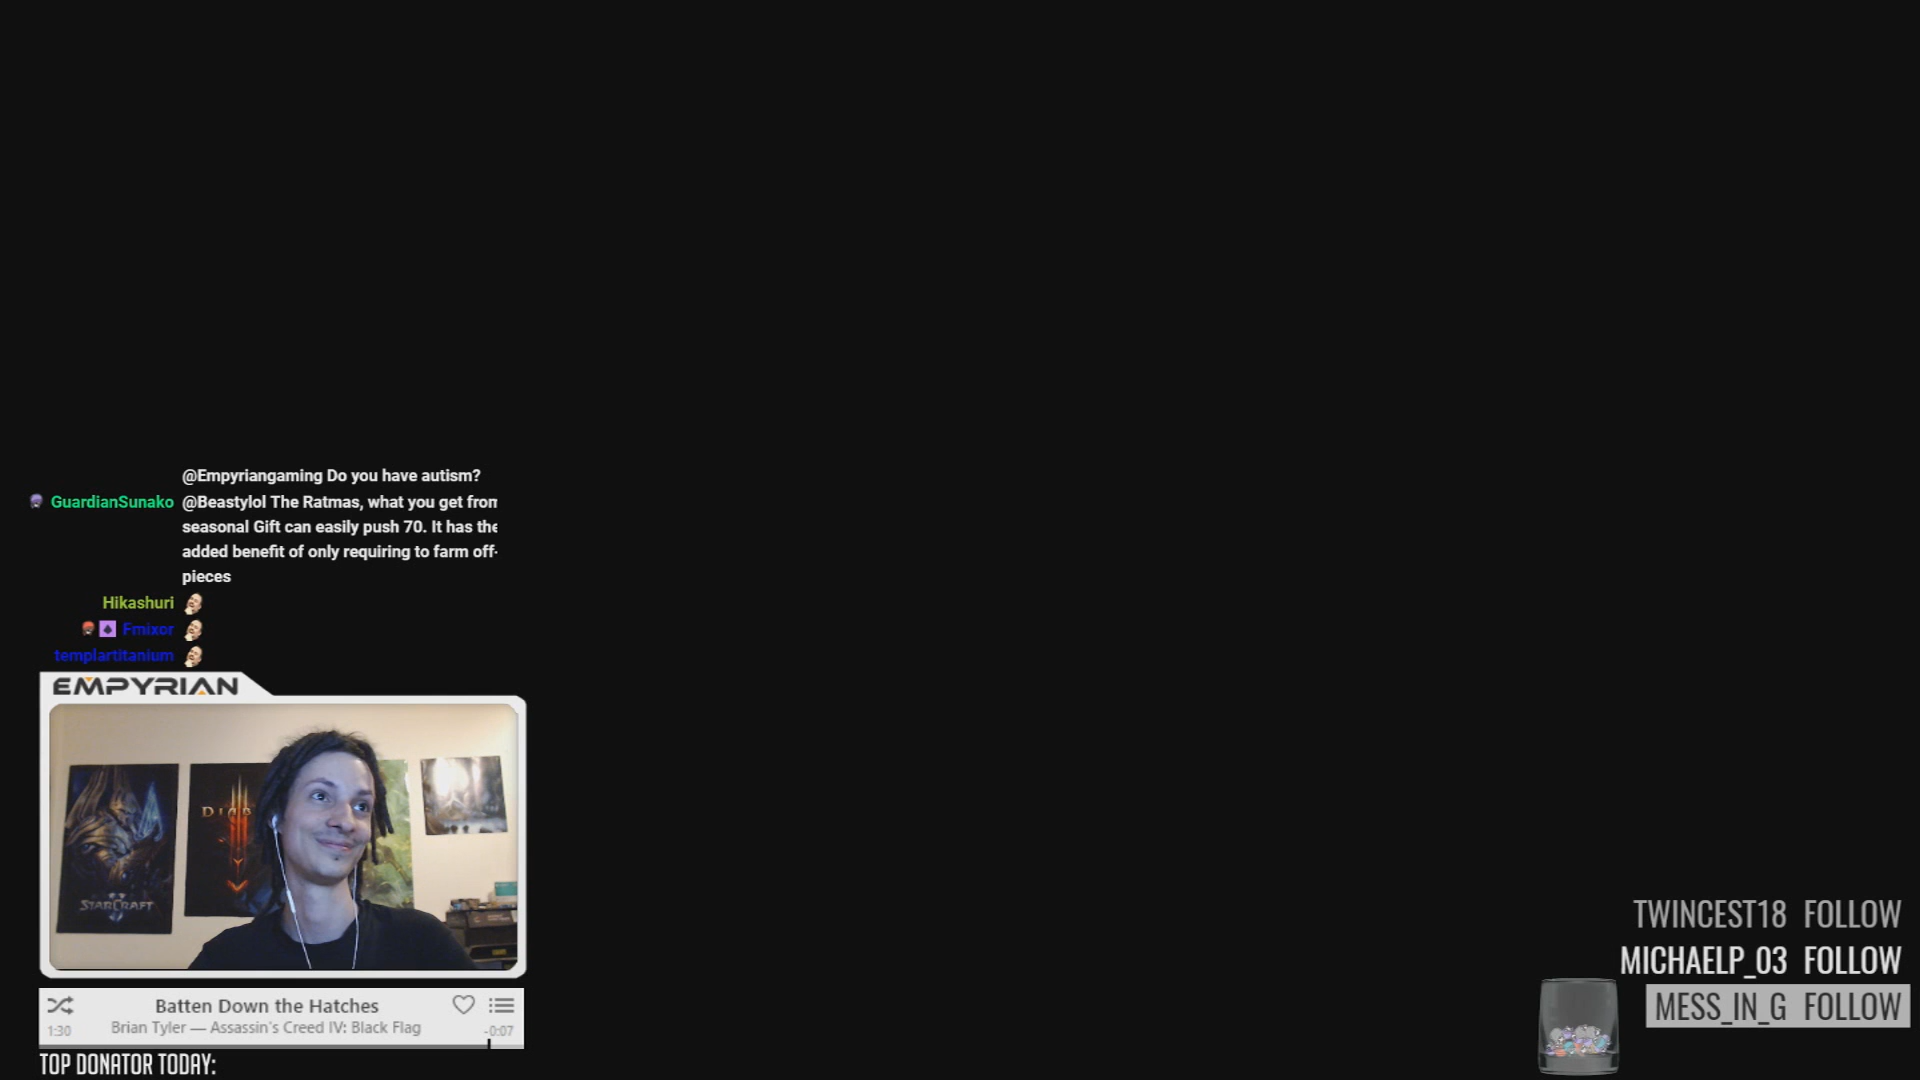 @Empyriangaming Do you have autism?
GuardianSunako @Beastylol The Ratmas, what you get from
seasonal Gift can easily push 70. It has the
added benefit of only requiring to farm off-
pieces
Hikashuri
Fmixor
templartitanium
EMPYRIAN
DIAB
STARCRAFT
II
Batten Down the Hatches
1:30 Brian Tyler — Assassin's Creed IV: Black Flag -0:07
TOP DONATOR TODAY:
TWINCEST18 FOLLOW
MICHAELP_03 FOLLOW
MESS_IN_G FOLLOW